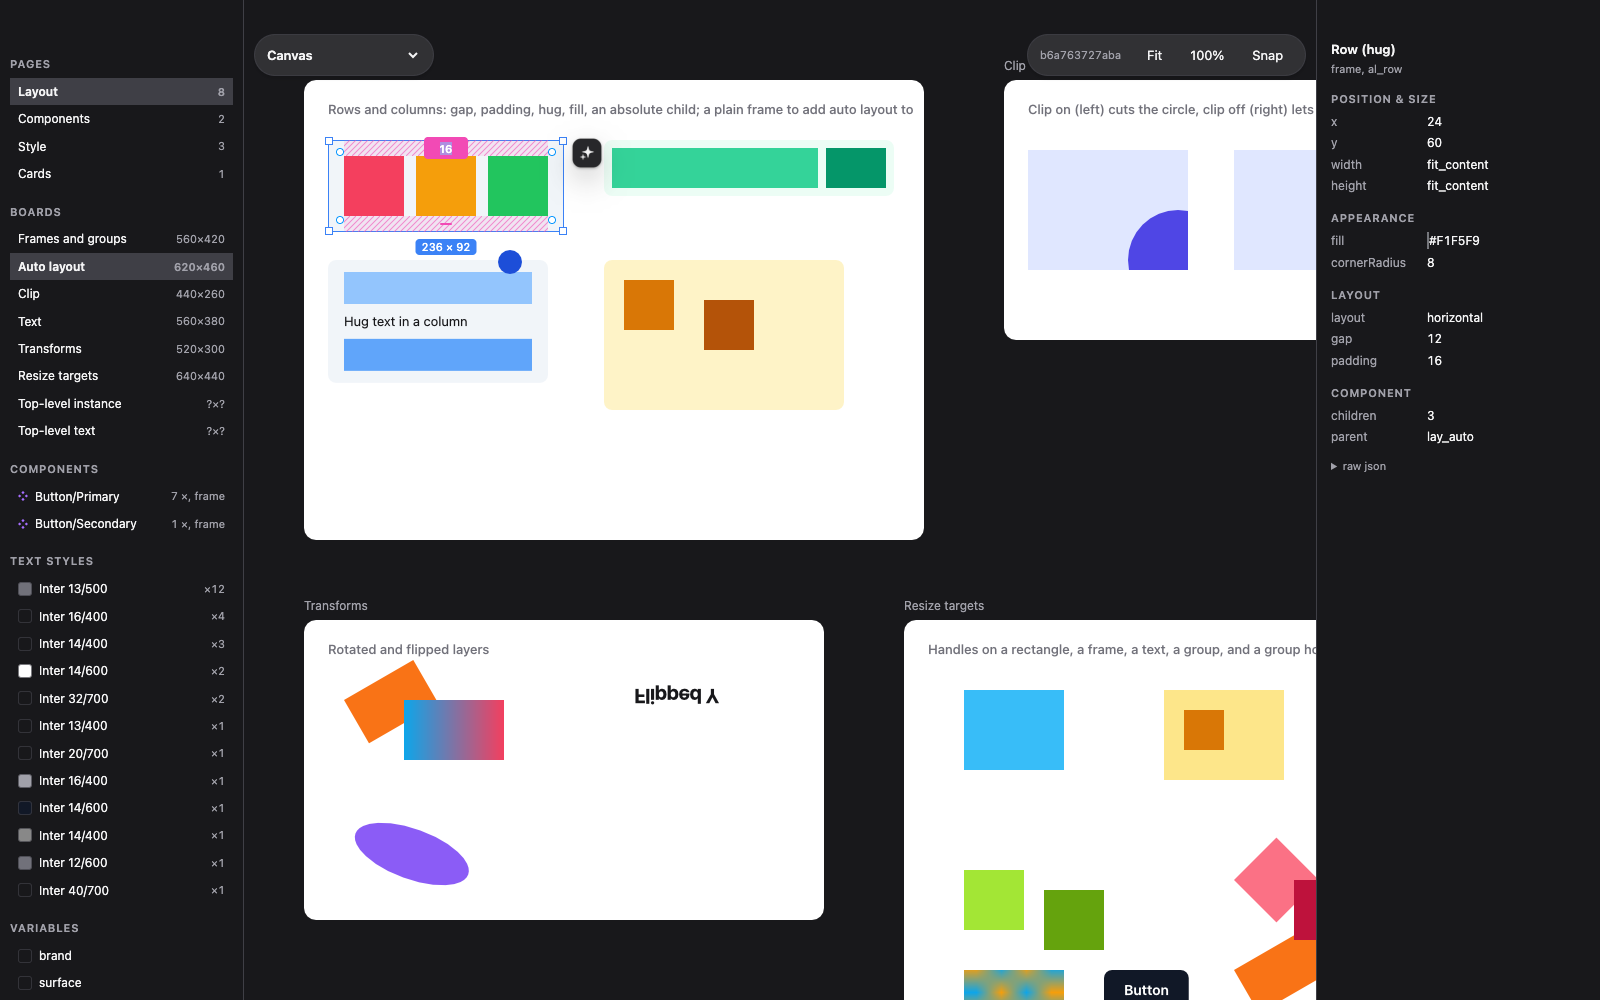 PAGES
Layout 8
Components 2
Style 3
Cards 1
BOARDS
Frames and groups 560×420
Auto layout 620×460
Clip 440×260
Text 560×380
Transforms 520×300
Resize targets 640×440
Top-level instance ?×?
Top-level text ?×?
COMPONENTS
Button/Primary 7 ×, frame
Button/Secondary 1 ×, frame
TEXT STYLES
Inter 13/500 ×12
Inter 16/400 ×4
Inter 14/400 ×3
Inter 14/600 ×2
Inter 32/700 ×2
Inter 13/400 ×1
Inter 20/700 ×1
Inter 16/400 ×1
Inter 14/600 ×1
Inter 14/400 ×1
Inter 12/600 ×1
Inter 40/700 ×1
VARIABLES
brand
surface
Canvas
b6a763727aba Fit 100% Snap
Clip
Rows and columns: gap, padding, hug, fill, an absolute child; a plain frame to add auto layout to
16
236 × 92
Hug text in a column
Clip on (left) cuts the circle, clip off (right) lets
Transforms
Rotated and flipped layers
Flipped Y
Resize targets
Handles on a rectangle, a frame, a text, a group, and a group
Button
Row (hug)
frame, al_row
POSITION & SIZE
x 24
y 60
width fit_content
height fit_content
APPEARANCE
fill #F1F5F9
cornerRadius 8
LAYOUT
layout horizontal
gap 12
padding 16
COMPONENT
children 3
parent lay_auto
raw json